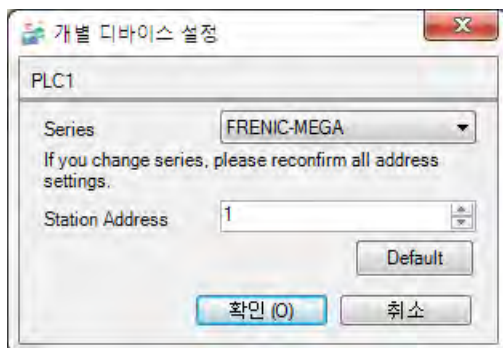 개별 디바이스 설정
PLC1
Series FRENIC-MEGA
If you change series, please reconfirm all address
settings.
Station Address 1
Default
확인 (O) 취소